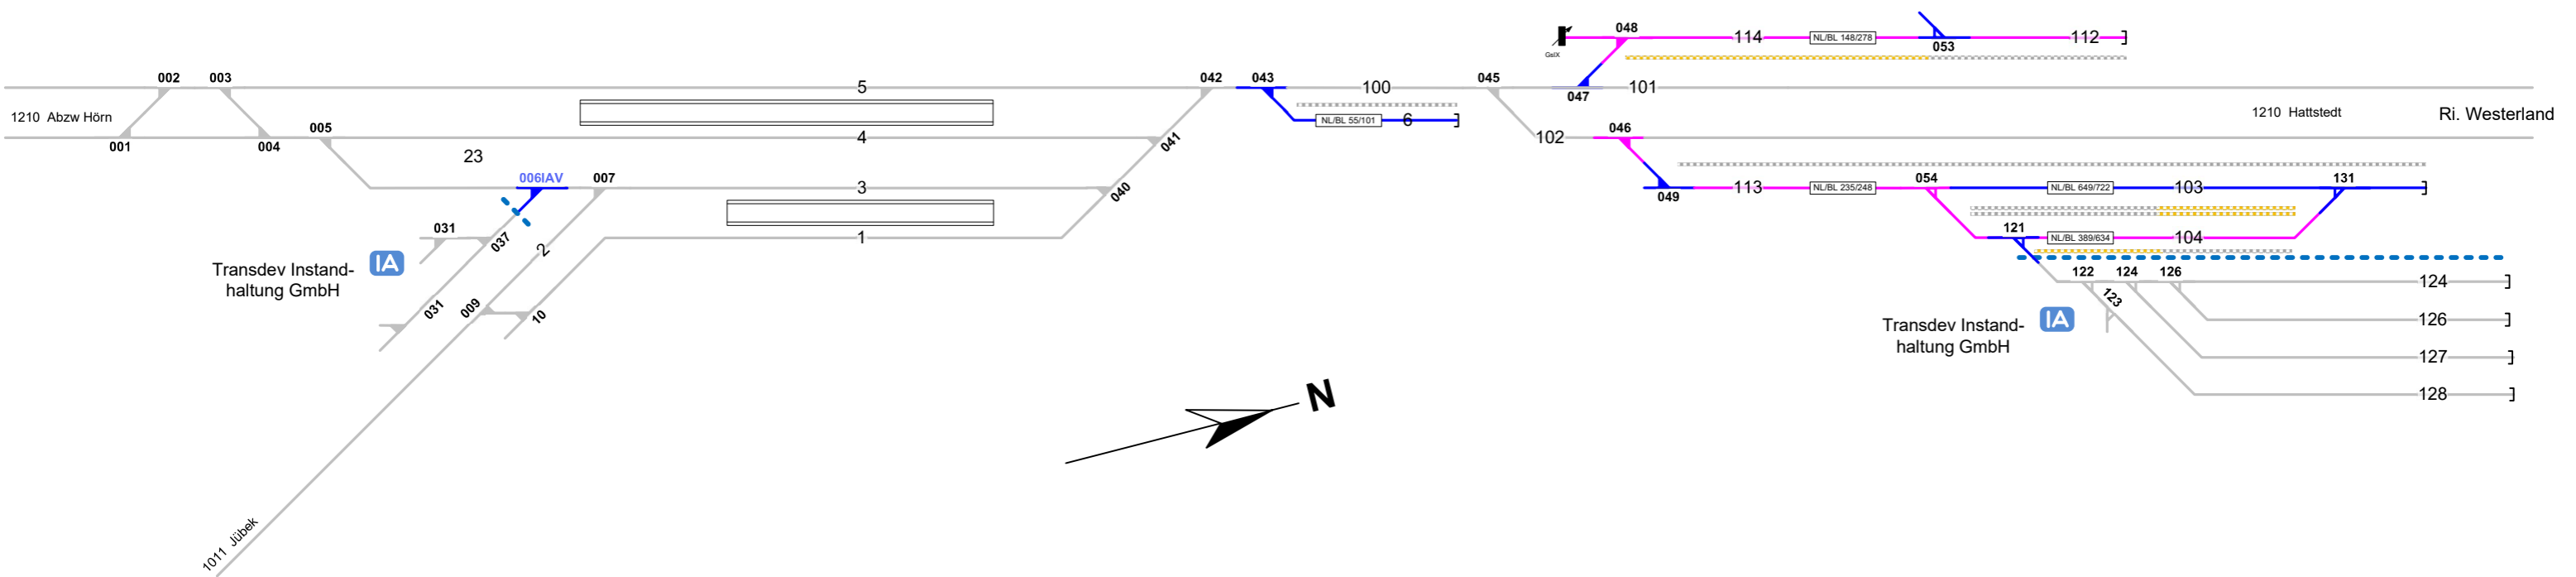 048
114
NL/BL 148/278
053
112
GsIX
002
003
5
042
043
100
045
047
101
1210 Abzw Hörn
NL/BL 55/101
6
1210 Hattstedt
Ri. Westerland
001
004
005
4
041
102
046
23
006IAV
007
3
040
049
113
NL/BL 235/248
054
NL/BL 649/722
103
131
031
037
2
1
121
NL/BL 389/634
104
IA
Transdev Instand-
haltung GmbH
031
009
10
122
124
126
123
124
IA
Transdev Instand-
haltung GmbH
126
127
128
N
1011 Jübek